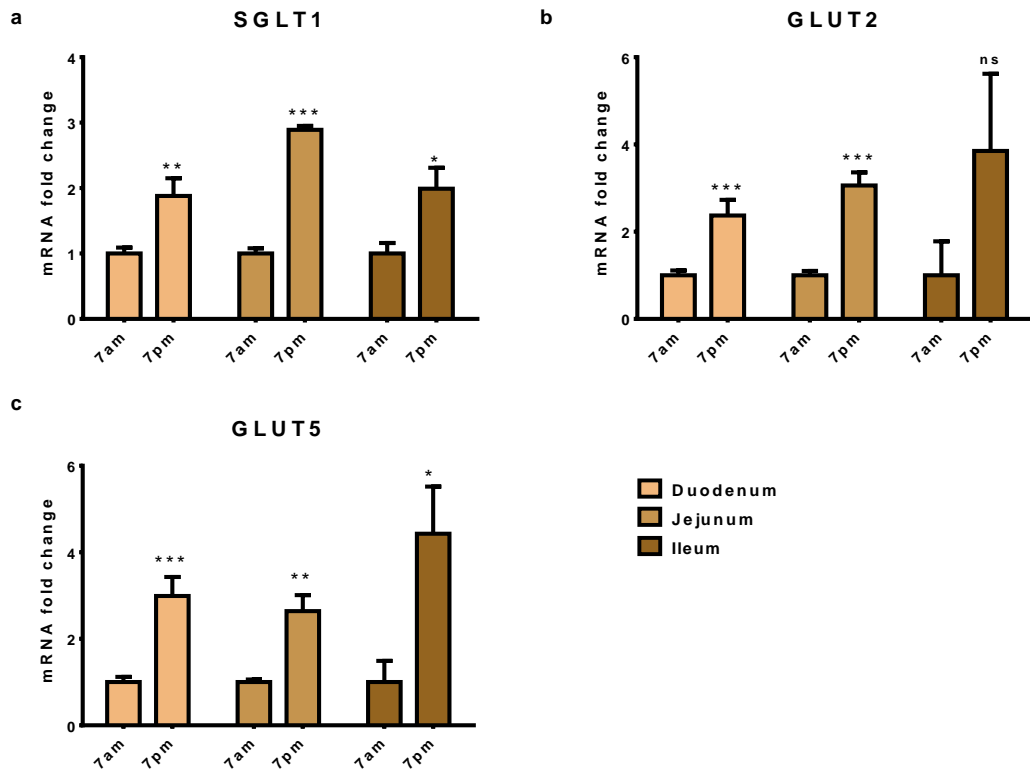 a
SGLT1
mRNA fold change
4
3
2
1
0
**
***
*
7am
7pm
7am
7pm
7am
7pm
b
GLUT2
mRNA fold change
6
4
2
0
***
***
ns
7am
7pm
7am
7pm
7am
7pm
c
GLUT5
mRNA fold change
6
4
2
0
***
**
*
7am
7pm
7am
7pm
7am
7pm
Duodenum
Jejunum
Ileum